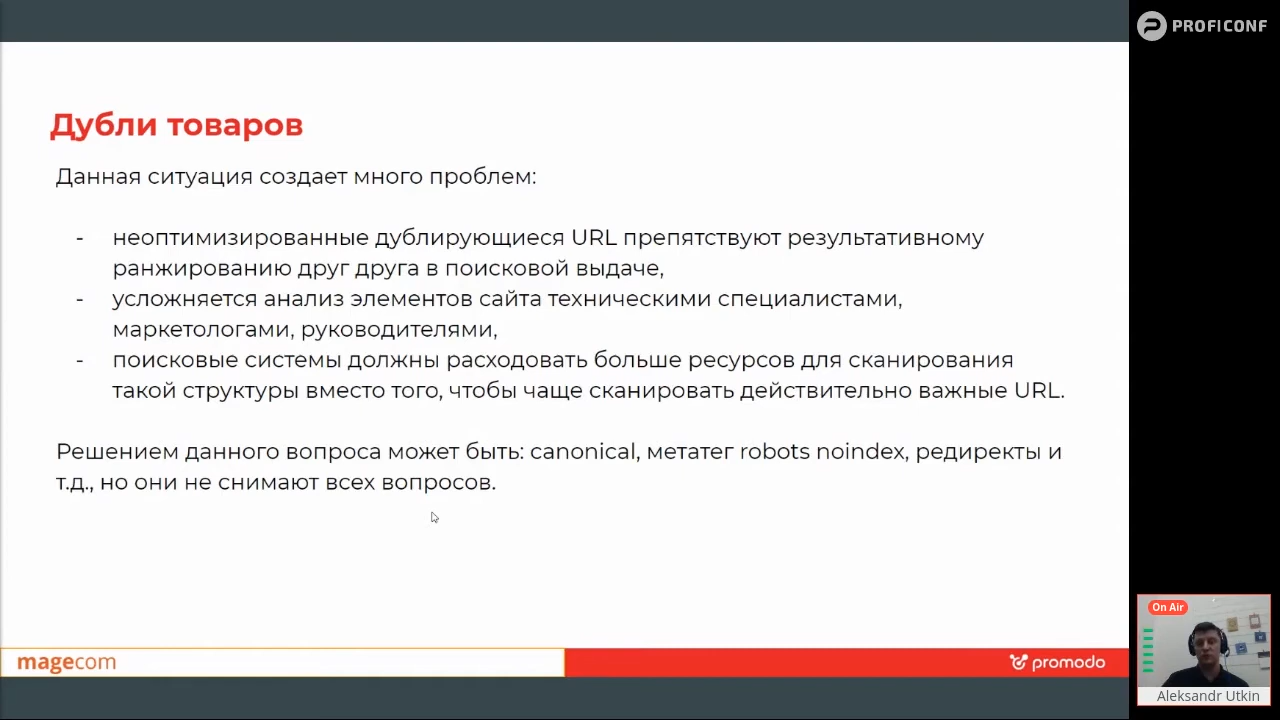 PROFICONF
Дубли товаров
Данная ситуация создает много проблем:
- неоптимизированные дублирующиеся URL препятствуют результативному
ранжированию друг друга в поисковой выдаче,
- усложняется анализ элементов сайта техническими специалистами,
маркетологами, руководителями,
- поисковые системы должны расходовать больше ресурсов для сканирования
такой структуры вместо того, чтобы чаще сканировать действительно важные URL.
Решением данного вопроса может быть: canonical, метатег robots noindex, редиректы и
т.д., но они не снимают всех вопросов.
magecom
promodo
On Air
Aleksandr Utkin